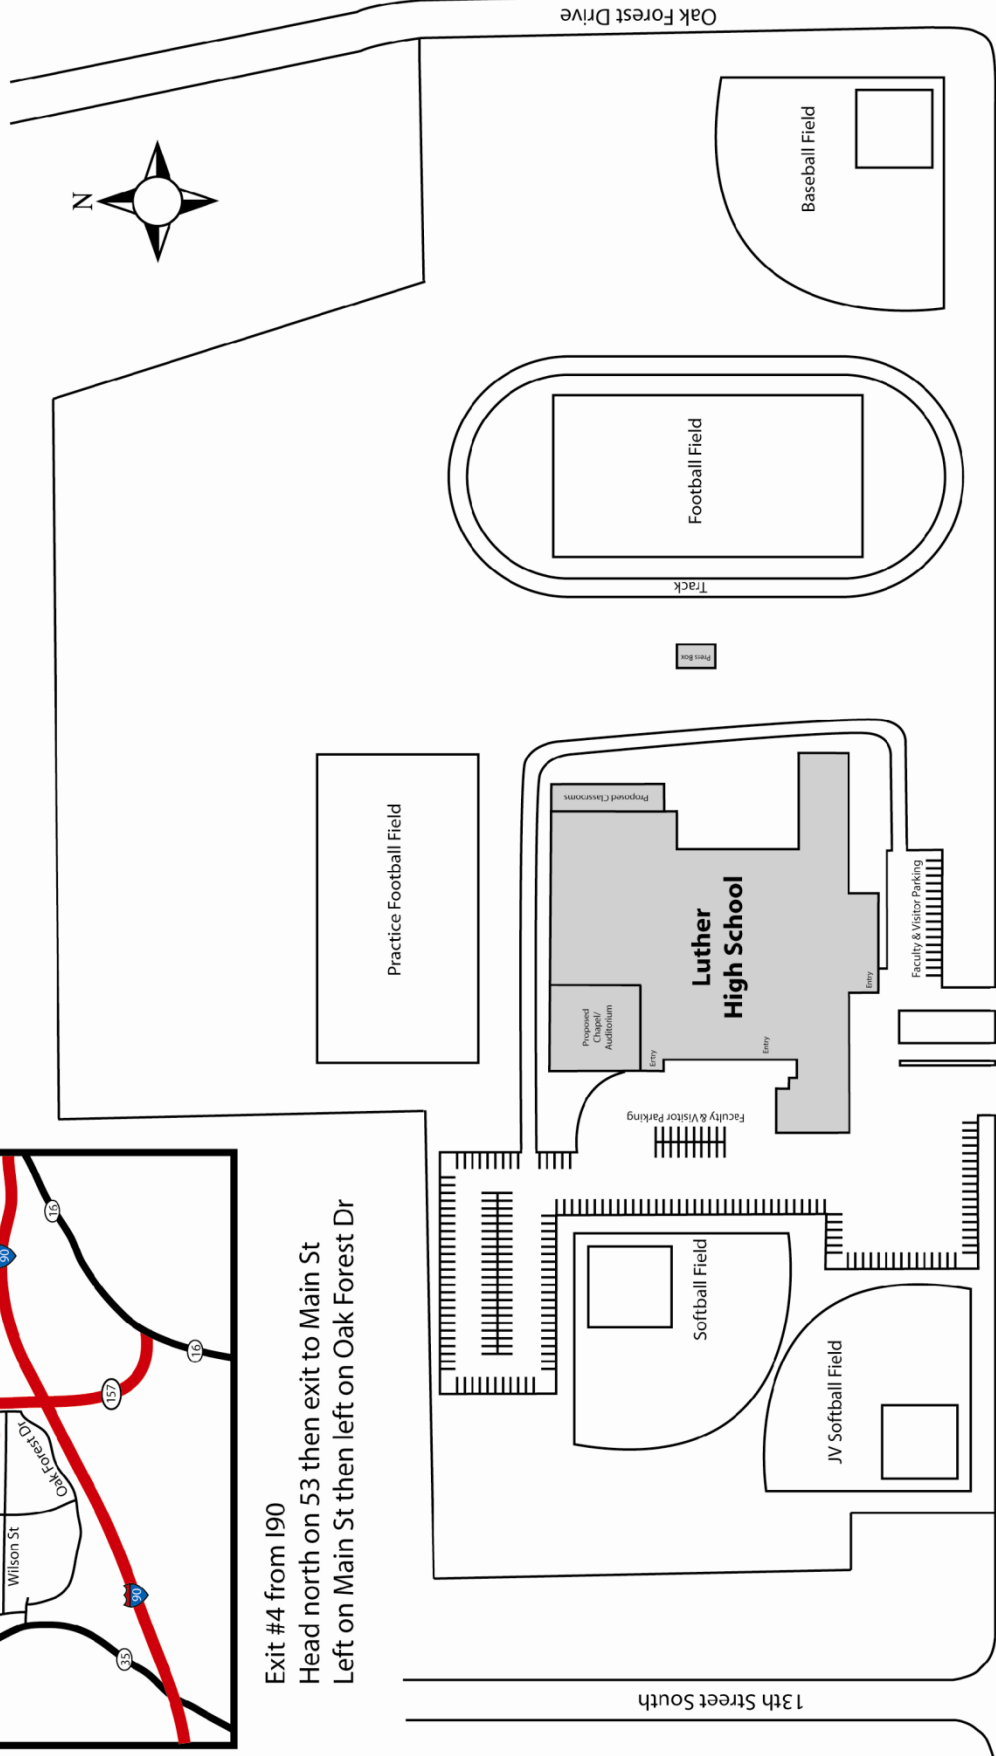 Oak Forest Drive
N
Baseball Field
Football Field
Track
Press Box
Practice Football Field
Proposed Classrooms
Luther
High School
Proposed
Chapel/
Auditorium
Entry
Entry
Entry
Faculty & Visitor Parking
Faculty & Visitor Parking
Softball Field
JV Softball Field
13th Street South
90
16
16
157
Oak Forest Dr
Wilson St
90
35
Exit #4 from I90
Head north on 53 then exit to Main St
Left on Main St then left on Oak Forest Dr